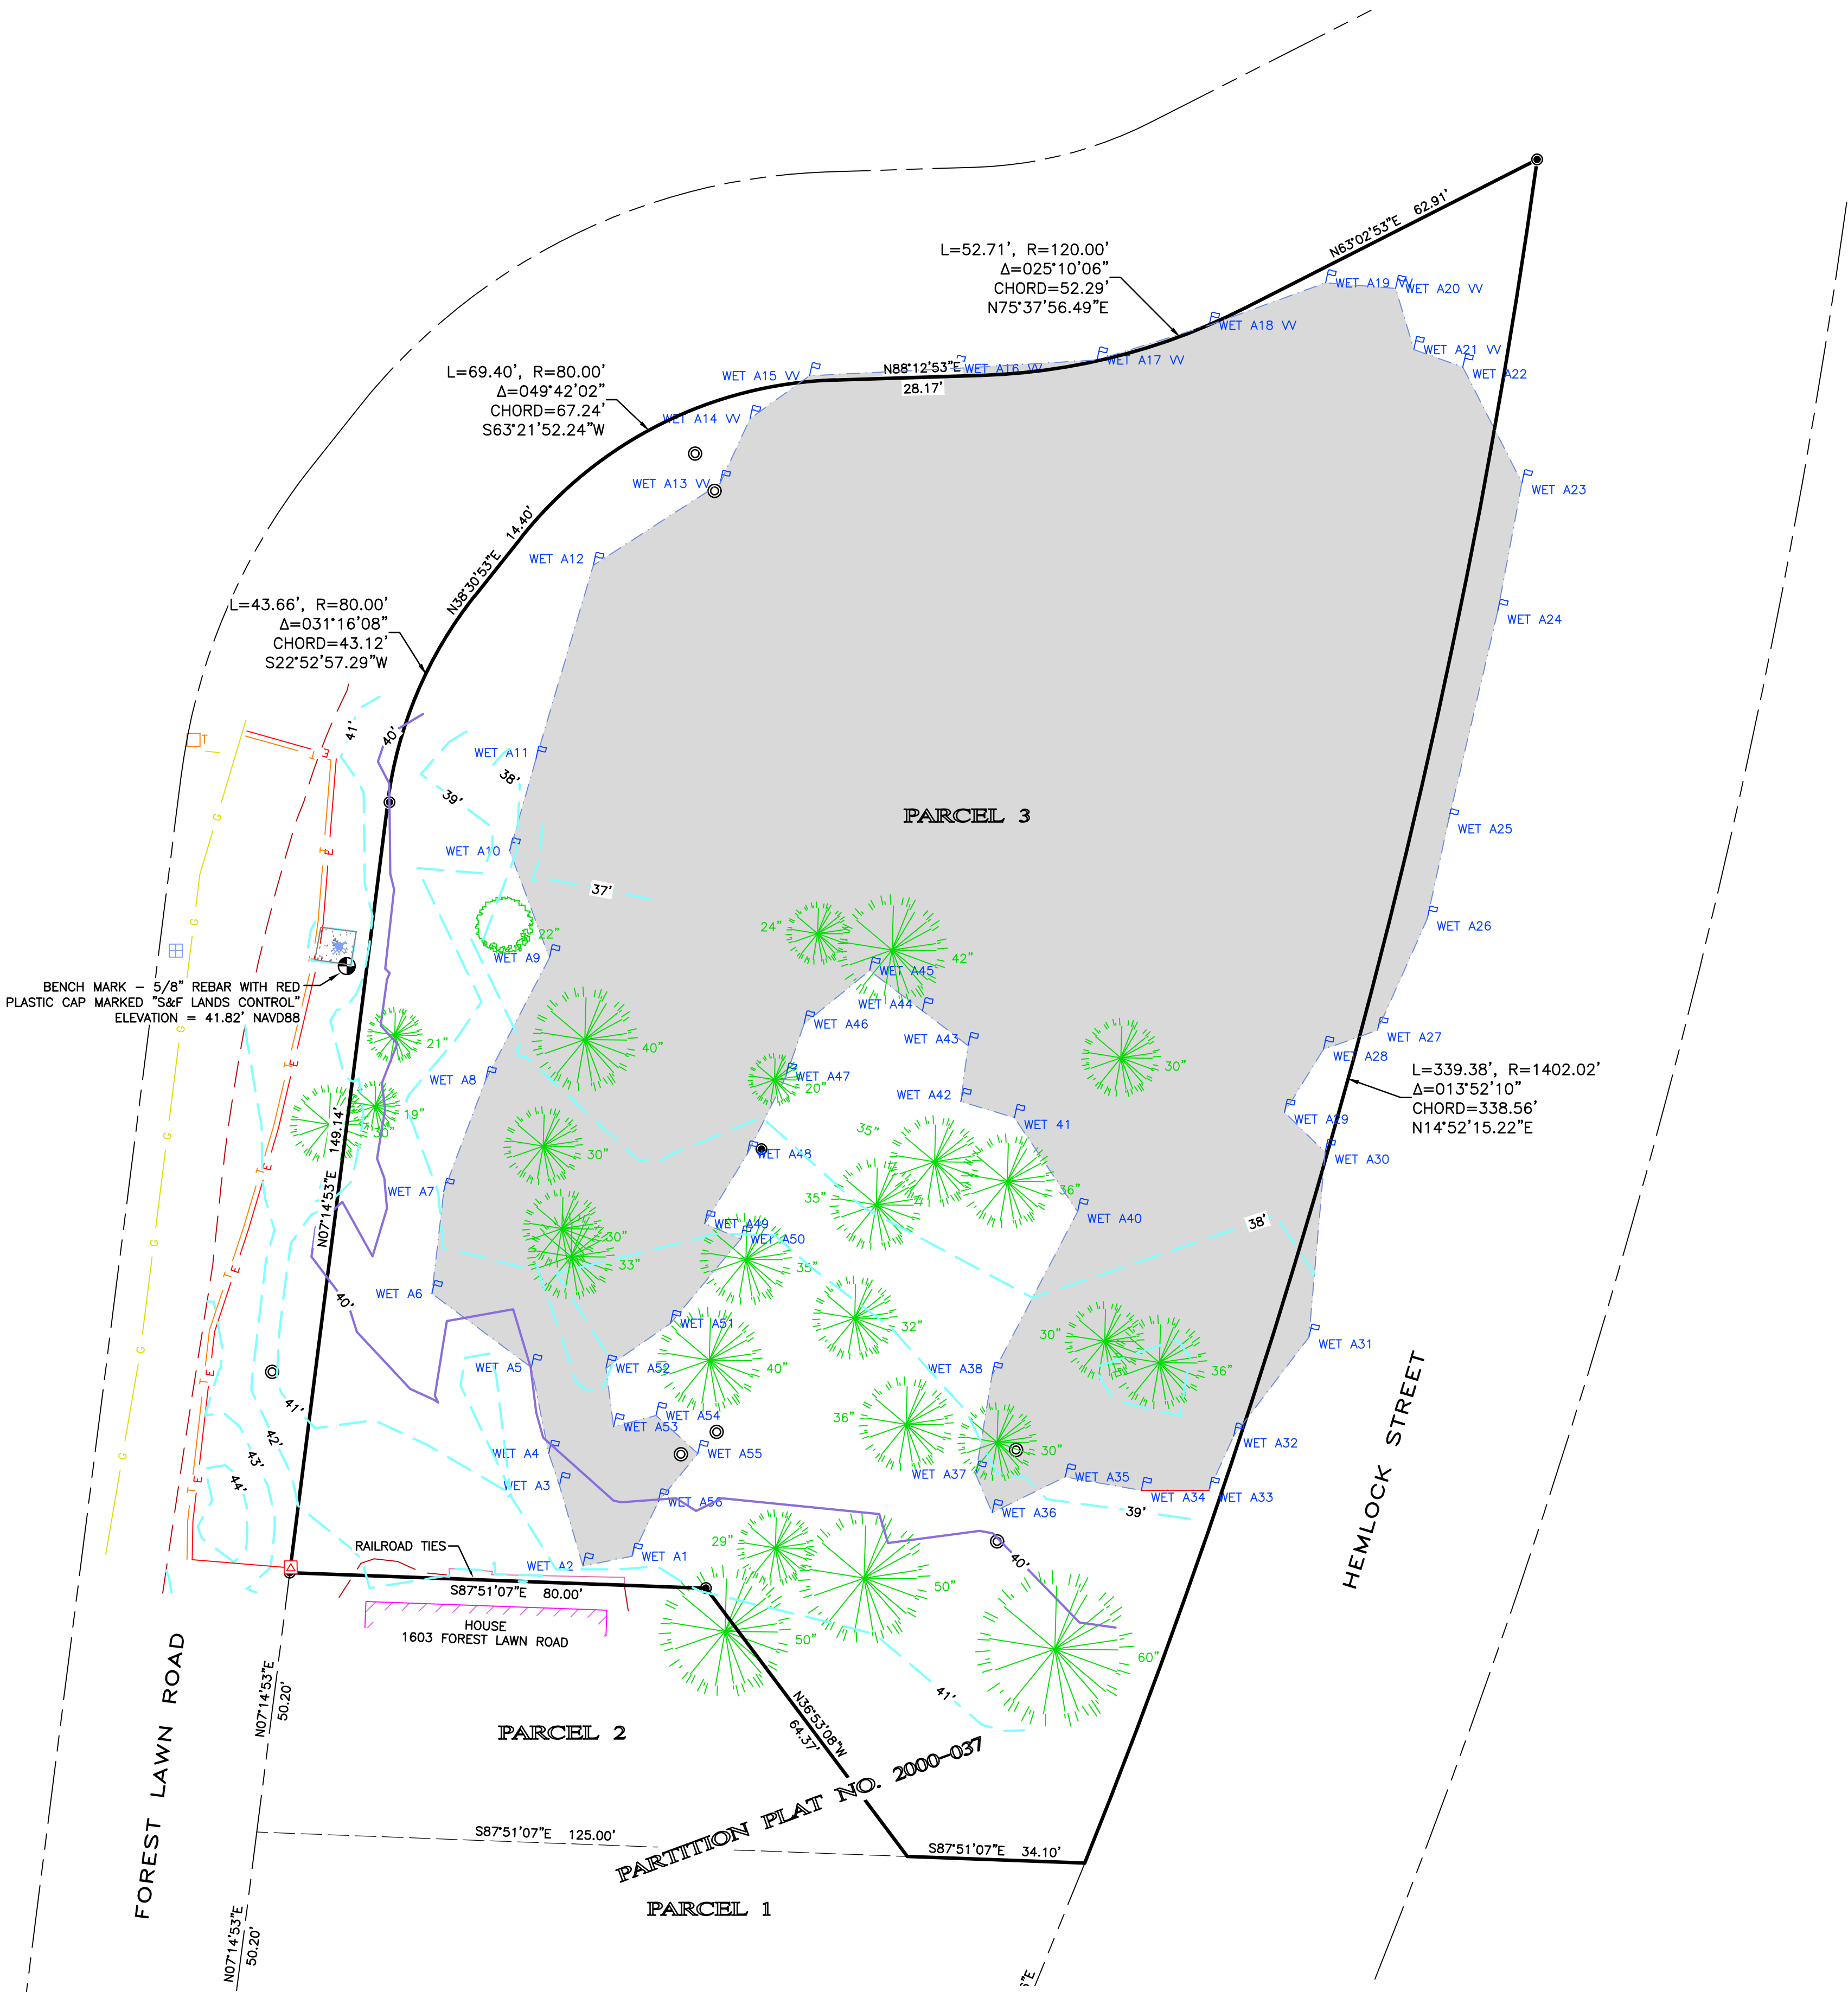 N63°02'53"E 62.91'
L=52.71', R=120.00'
Δ=025°10'06"
CHORD=52.29'
N75°37'56.49"E
WET A19 VV
WET A20 VV
WET A18 VV
WET A21 VV
WET A17 VV
WET A22
N88°12'53"E
28.17'
WET A16 VV
WET A15 VV
L=69.40', R=80.00'
Δ=049°42'02"
CHORD=67.24'
S63°21'52.24"W
WET A14 VV
WET A13 VV
WET A23
N38°30'53"E 14.40'
WET A12
L=43.66', R=80.00'
Δ=031°16'08"
CHORD=43.12'
S22°52'57.29"W
WET A24
41'
40'
T
T
E
WET A11
38'
39'
PARCEL 3
WET A25
G
T
E
WET A10
37'
22"
24"
42"
WET A26
G
E
WET A9
BENCH MARK – 5/8" REBAR WITH RED
PLASTIC CAP MARKED "S&F LANDS CONTROL"
ELEVATION = 41.82' NAVD88
WET A45
WET A44
WET A46
WET A43
WET A27
WET A28
G
21"
40"
30"
T
E
WET A8
WET A47
20"
WET A42
WET 41
WET A29
L=339.38', R=1402.02'
Δ=013°52'10"
CHORD=338.56'
N14°52'15.22"E
19"
30"
G
30"
35"
WET A48
WET A30
N07°14'53"E 149.14'
T
E
WET A7
35"
36"
WET A40
38'
WET A49
WET A50
G
30"
33"
35"
T
E
WET A6
40'
WET A51
32"
30"
36"
WET A31
G
T
E
WET A5
WET A52
40"
WET A38
41'
WET A54
WET A53
36"
30"
WET A32
42'
43'
44'
G
WET A4
WET A55
WET A3
WET A37
WET A35
WET A34
WET A33
T
E
WET A56
WET A36
39'
RAILROAD TIES
WET A2
WET A1
29"
40'
S87°51'07"E 80.00'
50"
HOUSE
1603 FOREST LAWN ROAD
50"
60"
HEMLOCK STREET
N07°14'53"E
50.20'
FOREST LAWN ROAD
41'
N36°53'08"W
64.37'
PARCEL 2
PARTITION PLAT NO. 2000-037
S87°51'07"E 125.00'
S87°51'07"E 34.10'
PARCEL 1
N07°14'53"E
50.20'
6"E